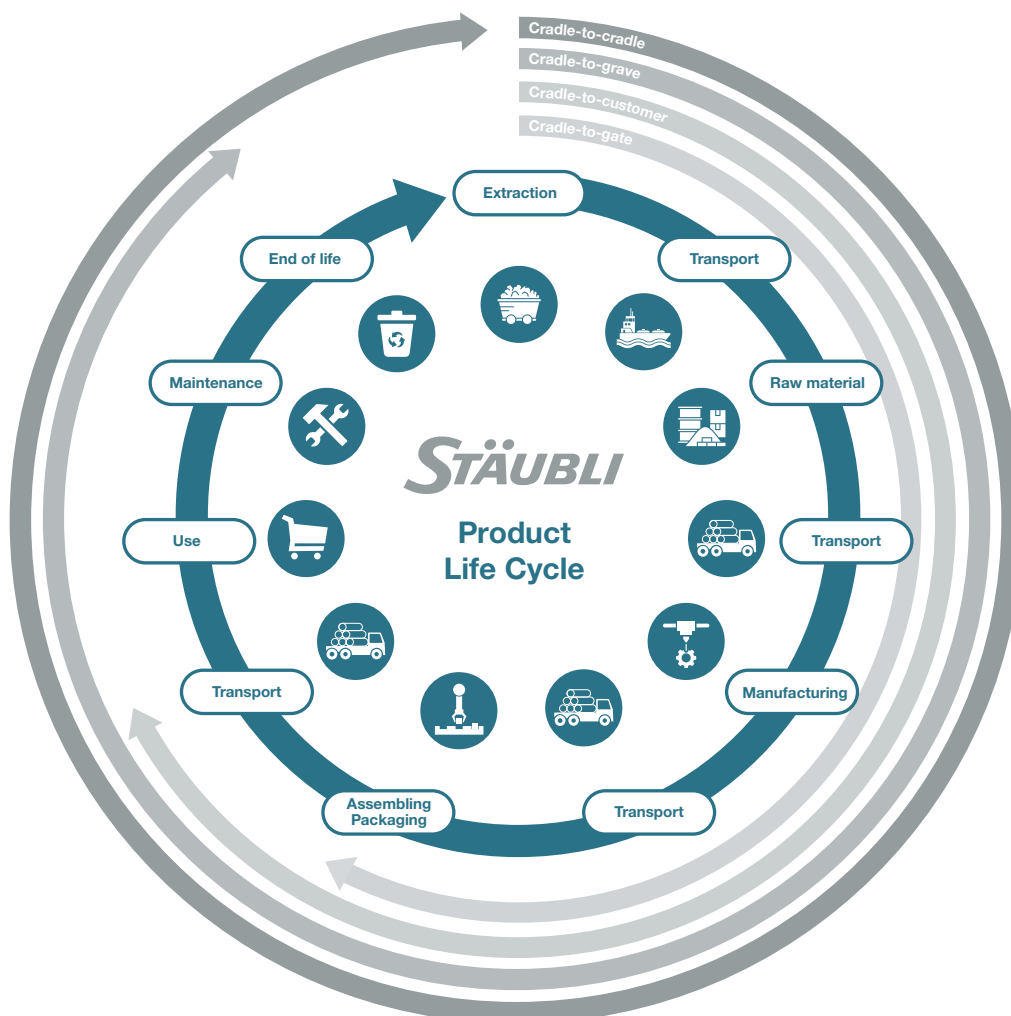 Cradle-to-cradle
Cradle-to-grave
Cradle-to-customer
Cradle-to-gate
Extraction
Transport
Raw material
Transport
Manufacturing
Transport
Assembling
Packaging
Transport
Use
Maintenance
End of life
STÄUBLI
Product
Life Cycle